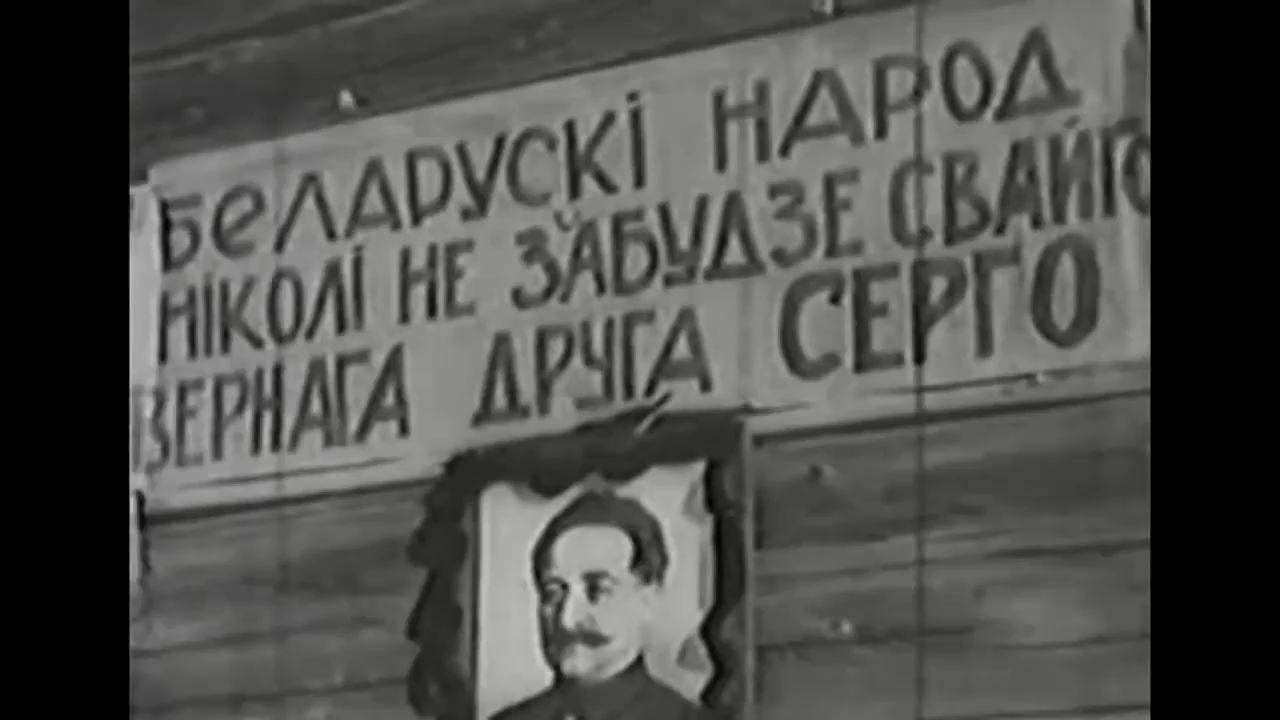 БЕЛАРУСКІ НАРОД
НІКОЛІ НЕ ЗАБУДЗЕ СВАЙГО
ВЕРНАГА ДРУГА СЕРГО